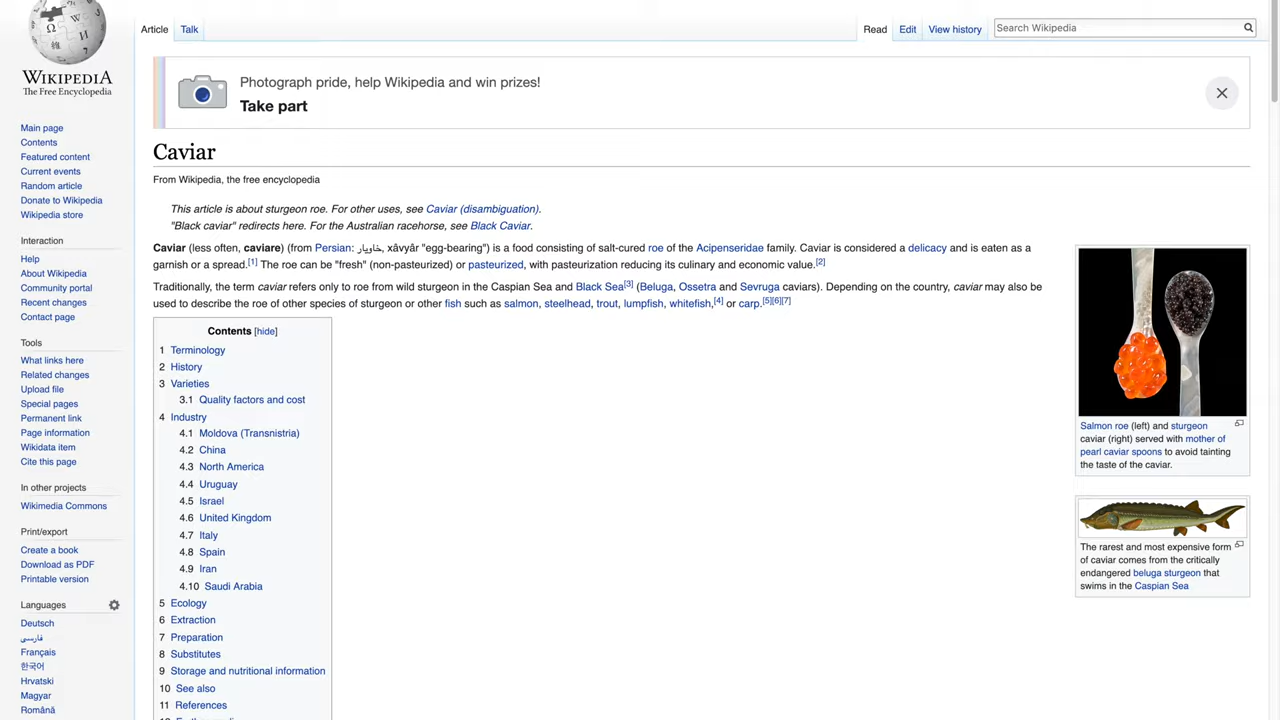 Article
Talk
Read
Edit
View history
Search Wikipedia
WIKIPEDIA
The Free Encyclopedia
Photograph pride, help Wikipedia and win prizes!
Take part
Main page
Contents
Featured content
Current events
Random article
Donate to Wikipedia
Wikipedia store
Interaction
Help
About Wikipedia
Community portal
Recent changes
Contact page
Tools
What links here
Related changes
Upload file
Special pages
Permanent link
Page information
Wikidata item
Cite this page
In other projects
Wikimedia Commons
Print/export
Create a book
Download as PDF
Printable version
Languages
Deutsch
فارسی
Français
한국어
Hrvatski
Magyar
Română
Caviar
From Wikipedia, the free encyclopedia
This article is about sturgeon roe. For other uses, see Caviar (disambiguation).
"Black caviar" redirects here. For the Australian racehorse, see Black Caviar.
Caviar (less often, caviare) (from Persian: خاویار, xâvyâr "egg-bearing") is a food consisting of salt-cured roe of the Acipenseridae family. Caviar is considered a delicacy and is eaten as a
garnish or a spread.[1] The roe can be "fresh" (non-pasteurized) or pasteurized, with pasteurization reducing its culinary and economic value.[2]
Traditionally, the term caviar refers only to roe from wild sturgeon in the Caspian Sea and Black Sea[3] (Beluga, Ossetra and Sevruga caviars). Depending on the country, caviar may also be
used to describe the roe of other species of sturgeon or other fish such as salmon, steelhead, trout, lumpfish, whitefish,[4] or carp.[5][6][7]
Contents [hide]
1 Terminology
2 History
3 Varieties
3.1 Quality factors and cost
4 Industry
4.1 Moldova (Transnistria)
4.2 China
4.3 North America
4.4 Uruguay
4.5 Israel
4.6 United Kingdom
4.7 Italy
4.8 Spain
4.9 Iran
4.10 Saudi Arabia
5 Ecology
6 Extraction
7 Preparation
8 Substitutes
9 Storage and nutritional information
10 See also
11 References
Salmon roe (left) and sturgeon
caviar (right) served with mother of
pearl caviar spoons to avoid tainting
the taste of the caviar.
The rarest and most expensive form
of caviar comes from the critically
endangered beluga sturgeon that
swims in the Caspian Sea